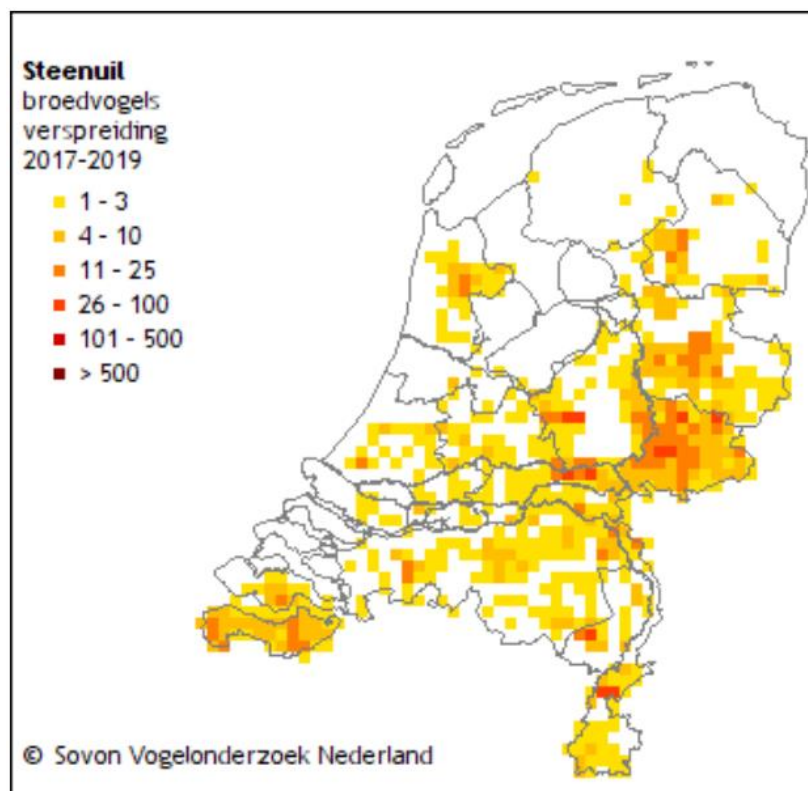 Steenuil
broedvogels
verspreiding
2017-2019
1 - 3
4 - 10
11 - 25
26 - 100
101 - 500
> 500
© Sovon Vogelonderzoek Nederland